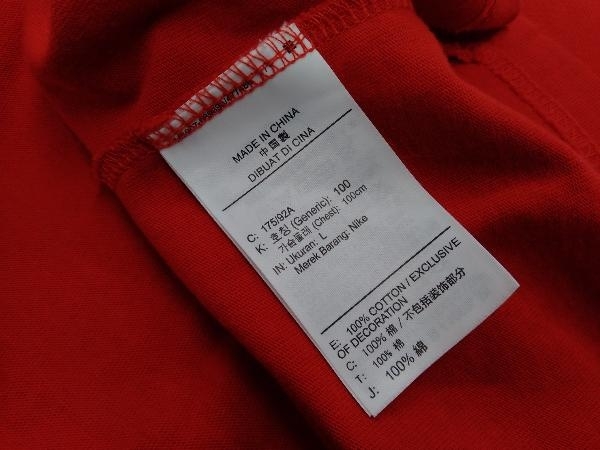 MADE IN CHINA
中国製
DIBUAT DI CINA
C: 175/92A
K: 호칭 (Generic): 100
가슴둘레 (Chest): 100cm
IN: Ukuran: L
Merek Barang: Nike
E: 100% COTTON / EXCLUSIVE
OF DECORATION
C: 100% 棉 / 不包括装饰部分
T: 100% 棉
J: 100% 綿